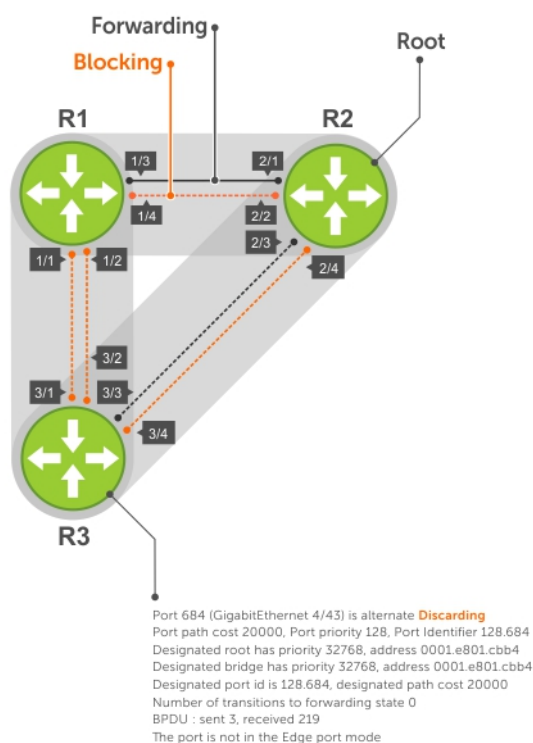 Forwarding
Blocking
Root
R1
R2
1/3
2/1
1/4
2/2
2/3
1/1
1/2
2/4
3/2
3/1
3/3
3/4
R3
Port 684 (GigabitEthernet 4/43) is alternate Discarding
Port path cost 20000, Port priority 128, Port Identifier 128.684
Designated root has priority 32768, address 0001.e801.cbb4
Designated bridge has priority 32768, address 0001.e801.cbb4
Designated port id is 128.684, designated path cost 20000
Number of transitions to forwarding state 0
BPDU : sent 3, received 219
The port is not in the Edge port mode